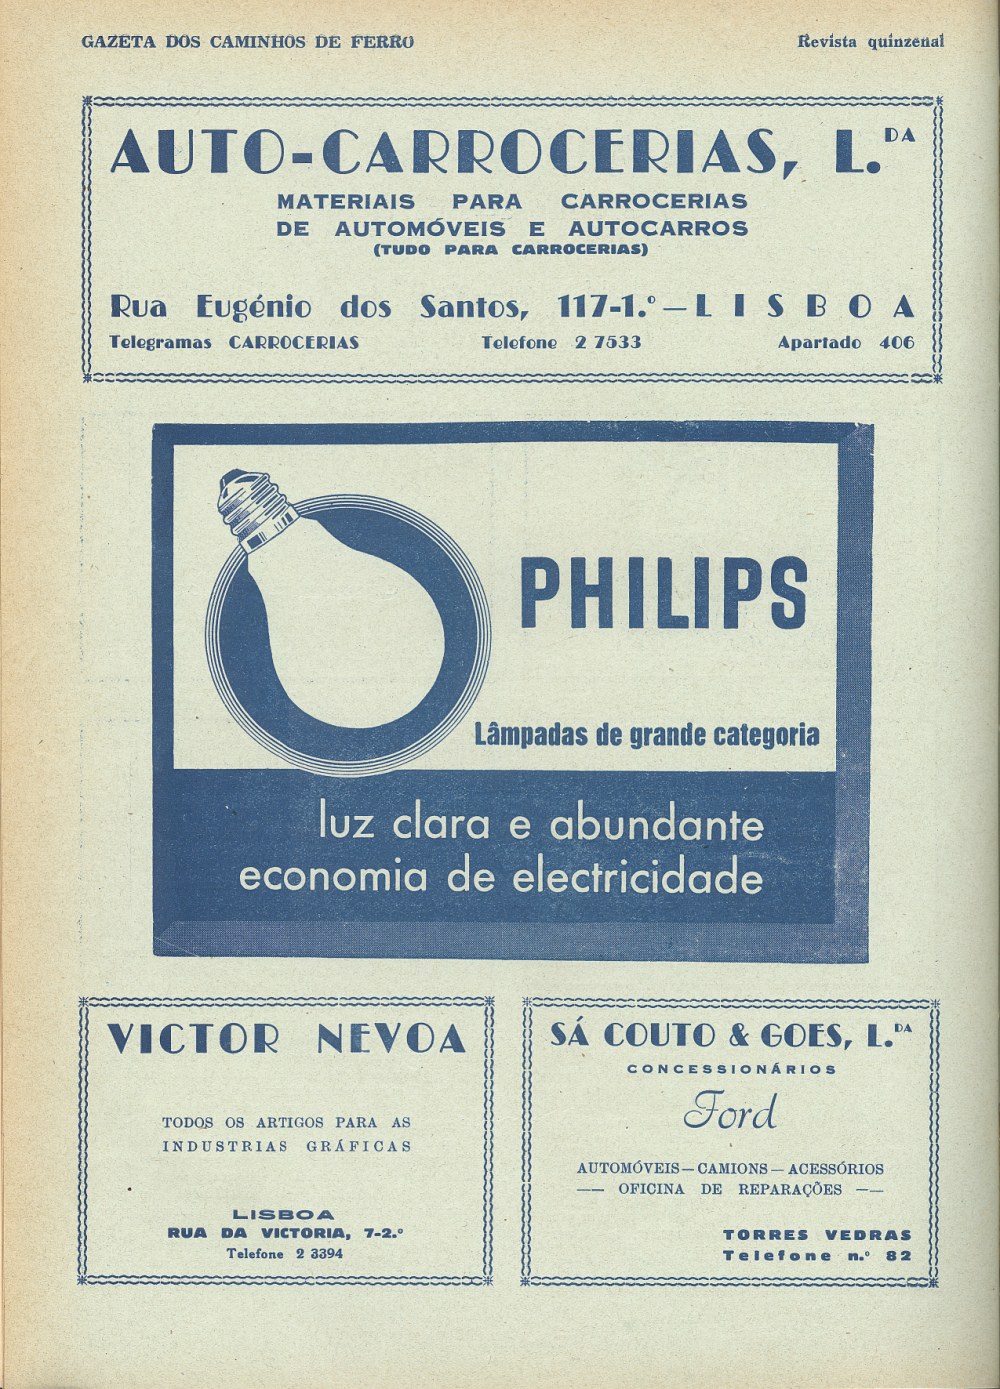 GAZETA DOS CAMINHOS DE FERRO Revista quinzenal
AUTO-CARROCERIAS, L.DA
MATERIAIS PARA CARROCERIAS
DE AUTOMÓVEIS E AUTOCARROS
(TUDO PARA CARROCERIAS)
Rua Eugénio dos Santos, 117-1.º — LISBOA
Telegramas CARROCERIAS Telefone 2 7533 Apartado 406
PHILIPS
Lâmpadas de grande categoria
luz clara e abundante
economia de electricidade
VICTOR NEVOA
TODOS OS ARTIGOS PARA AS
INDUSTRIAS GRÁFICAS
LISBOA
RUA DA VICTORIA, 7-2.º
Telefone 2 3394
SÁ COUTO & GOES, L.DA
CONCESSIONÁRIOS
Ford
AUTOMÓVEIS — CAMIONS — ACESSÓRIOS
—— OFICINA DE REPARAÇÕES ——
TORRES VEDRAS
Telefone n.º 82